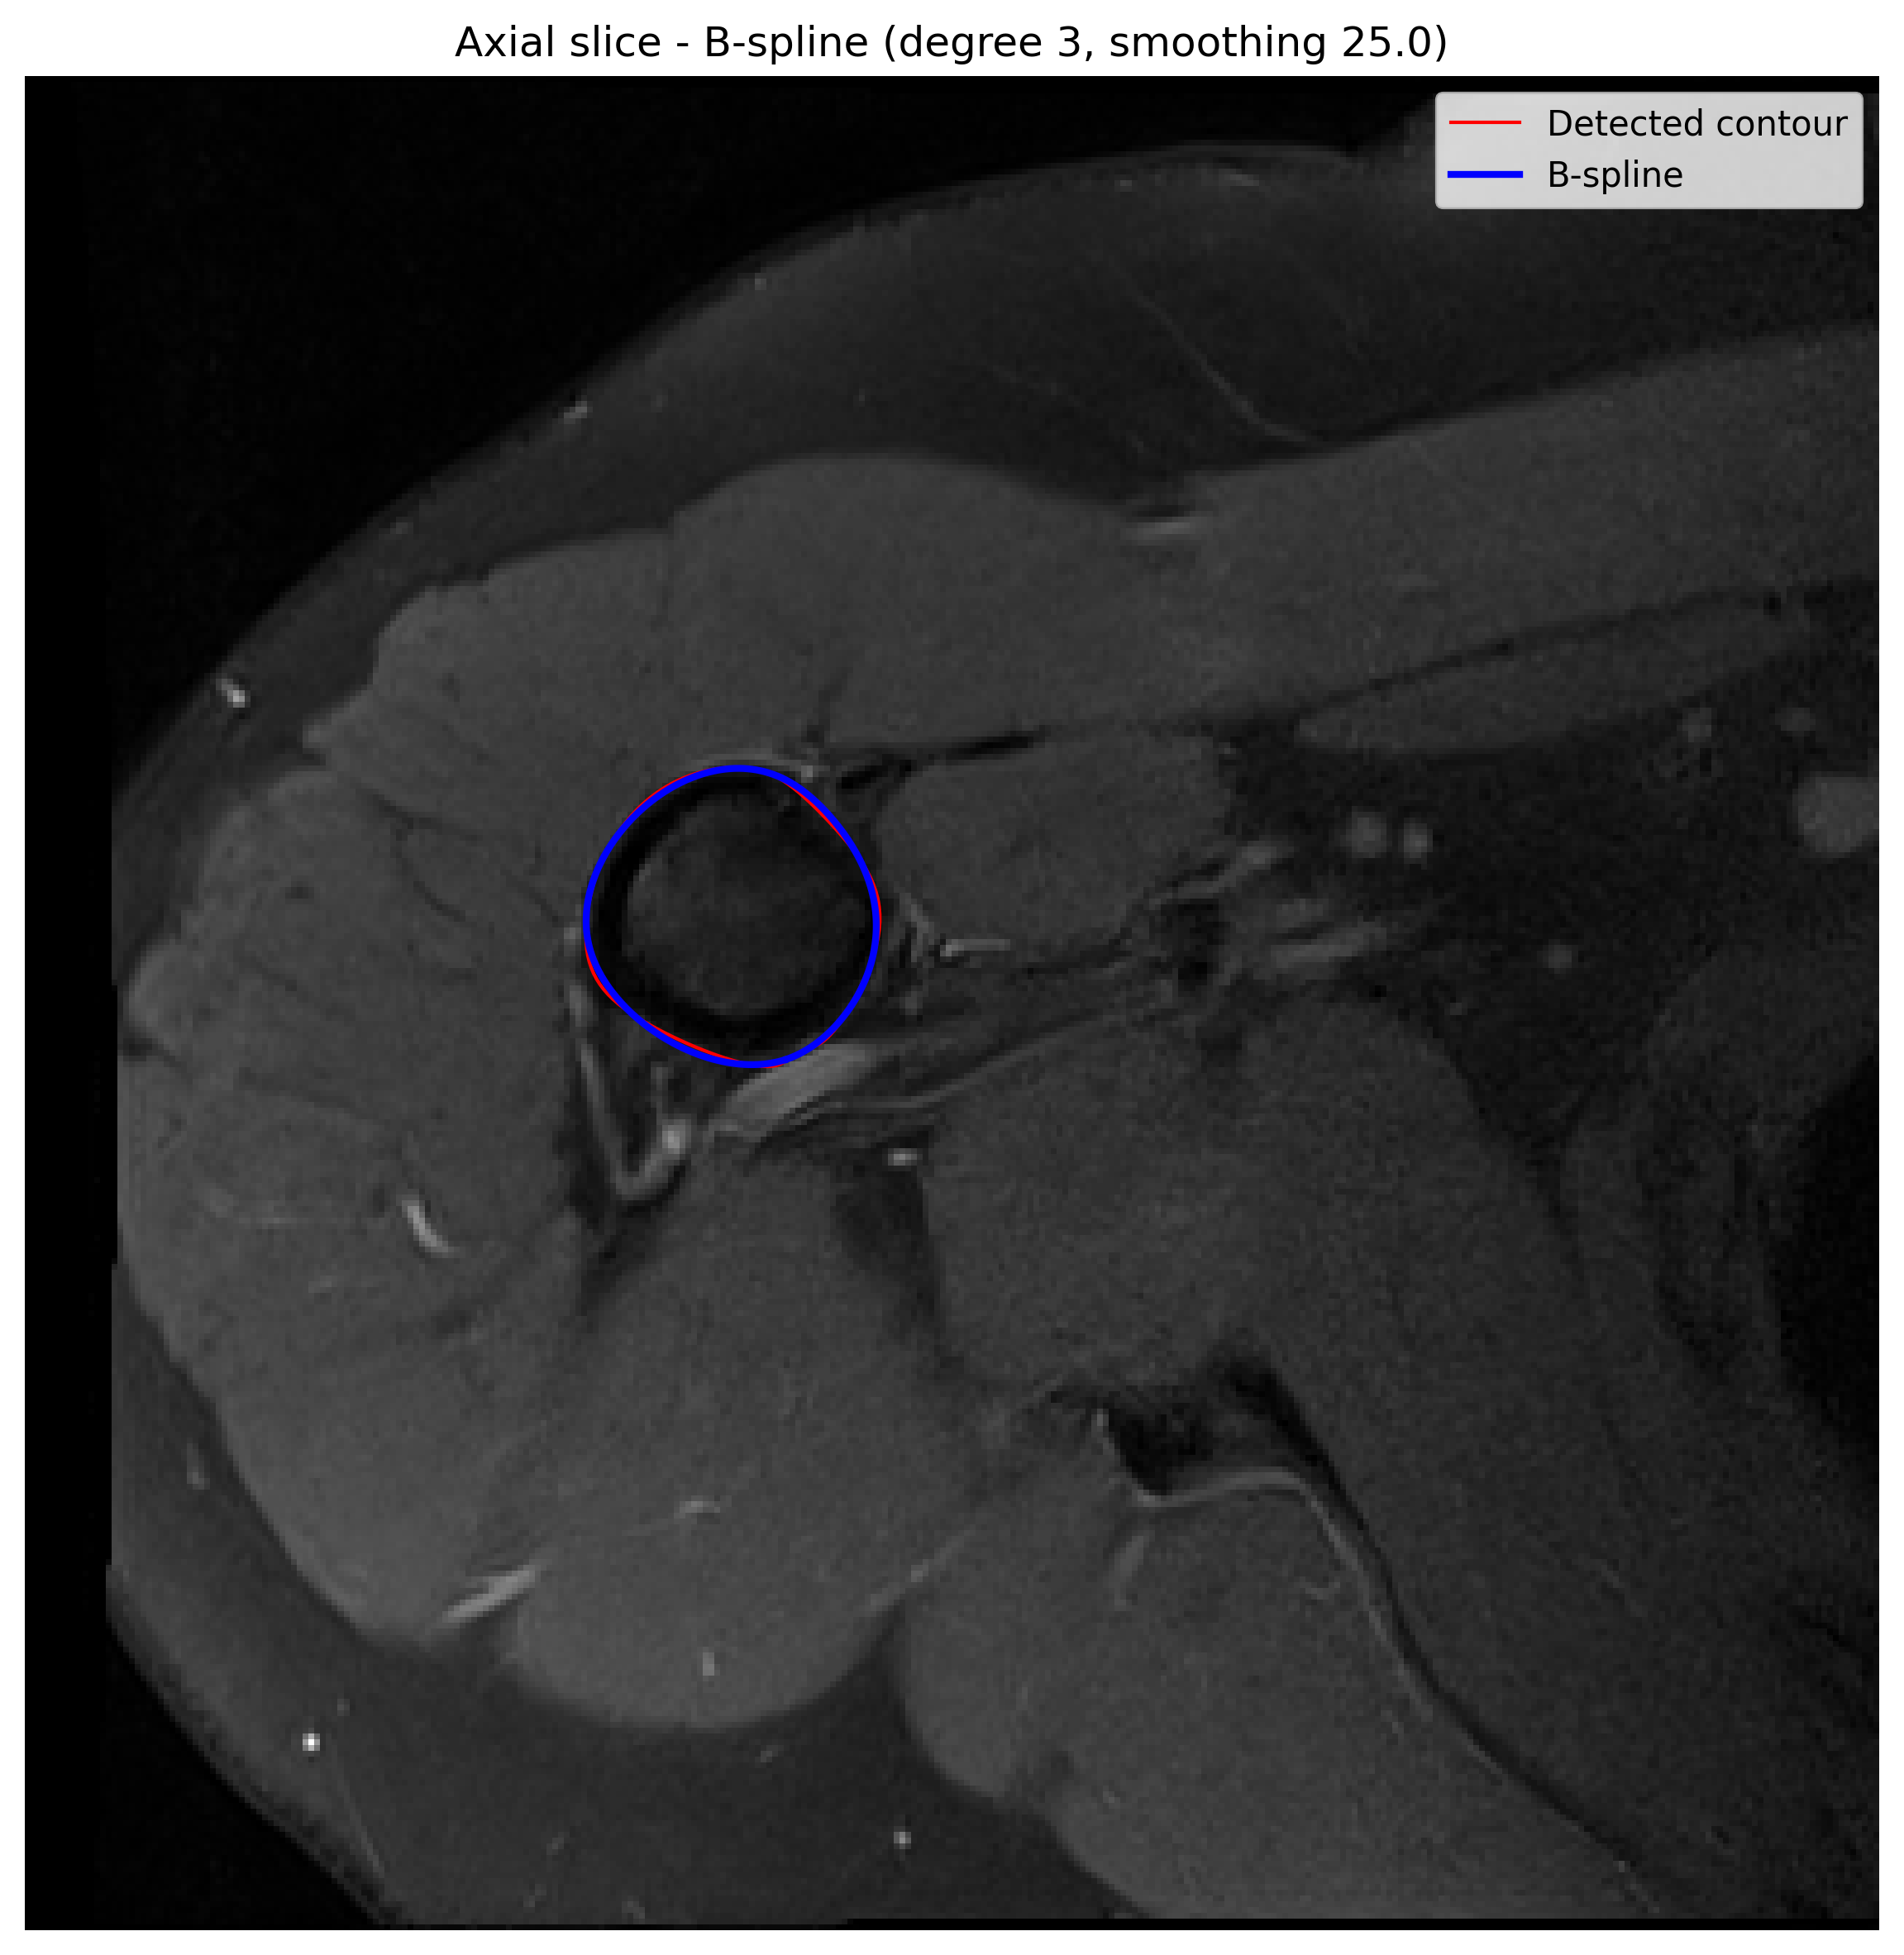 Axial slice - B-spline (degree 3, smoothing 25.0)
Detected contour
B-spline